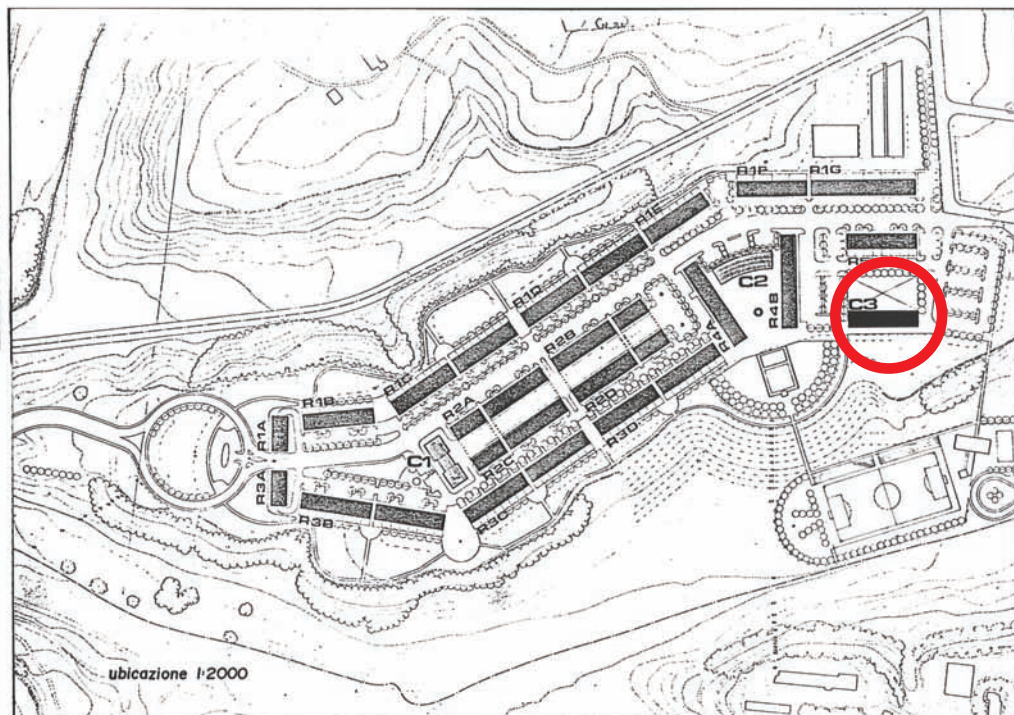 R1F
R1G
R1E
C2
R4B
C3
R1R
R2B
R4A
R1C
R2A
R1B
R2D
R3D
R1A
C1
R2C
R3A
R3C
R3B
ubicazione 1:2000